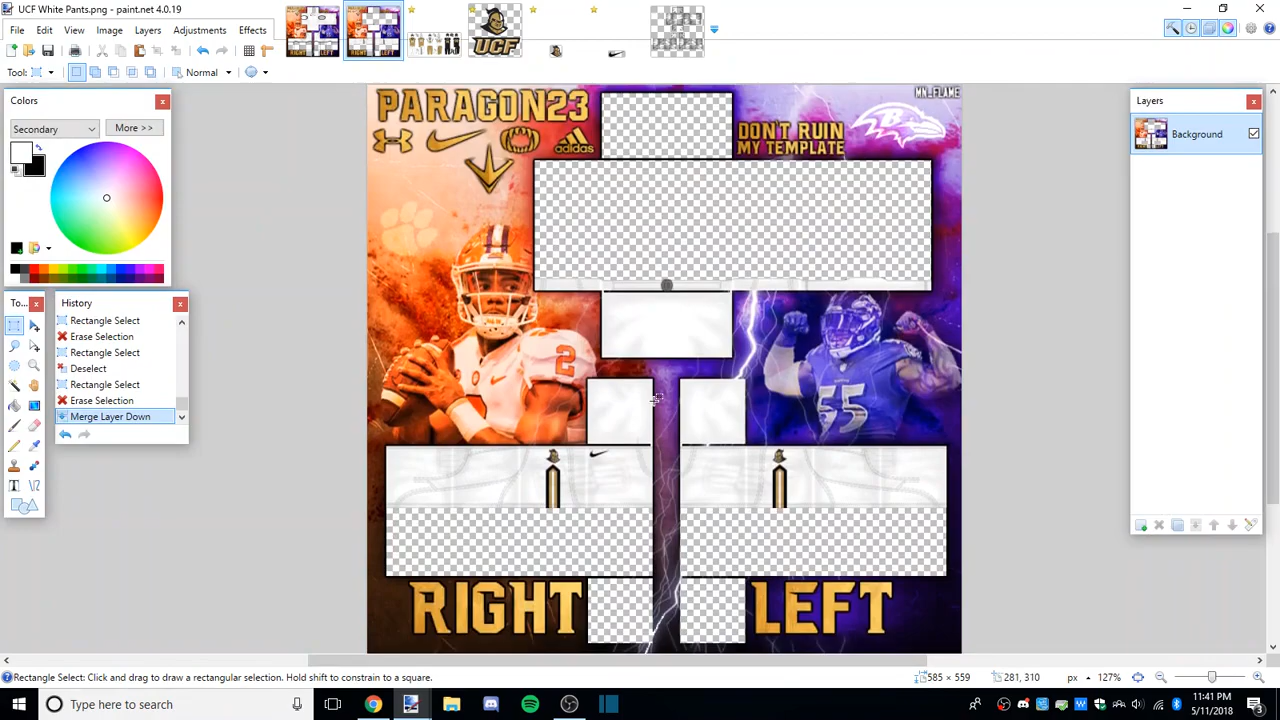 UCF White Pants.png - paint.net 4.0.19
File Edit View Image Layers Adjustments Effects
UCF
Tool: Normal
Colors
Secondary More >>
To...
History
Rectangle Select
Erase Selection
Rectangle Select
Deselect
Rectangle Select
Erase Selection
Merge Layer Down
PARAGON23
adidas
DON'T RUIN
MY TEMPLATE
MN_FLAME
B
2
55
RIGHT LEFT
Layers
Background
Rectangle Select: Click and drag to draw a rectangular selection. Hold shift to constrain to a square.
585 × 559
281, 310
px
127%
Type here to search
11:41 PM
5/11/2018